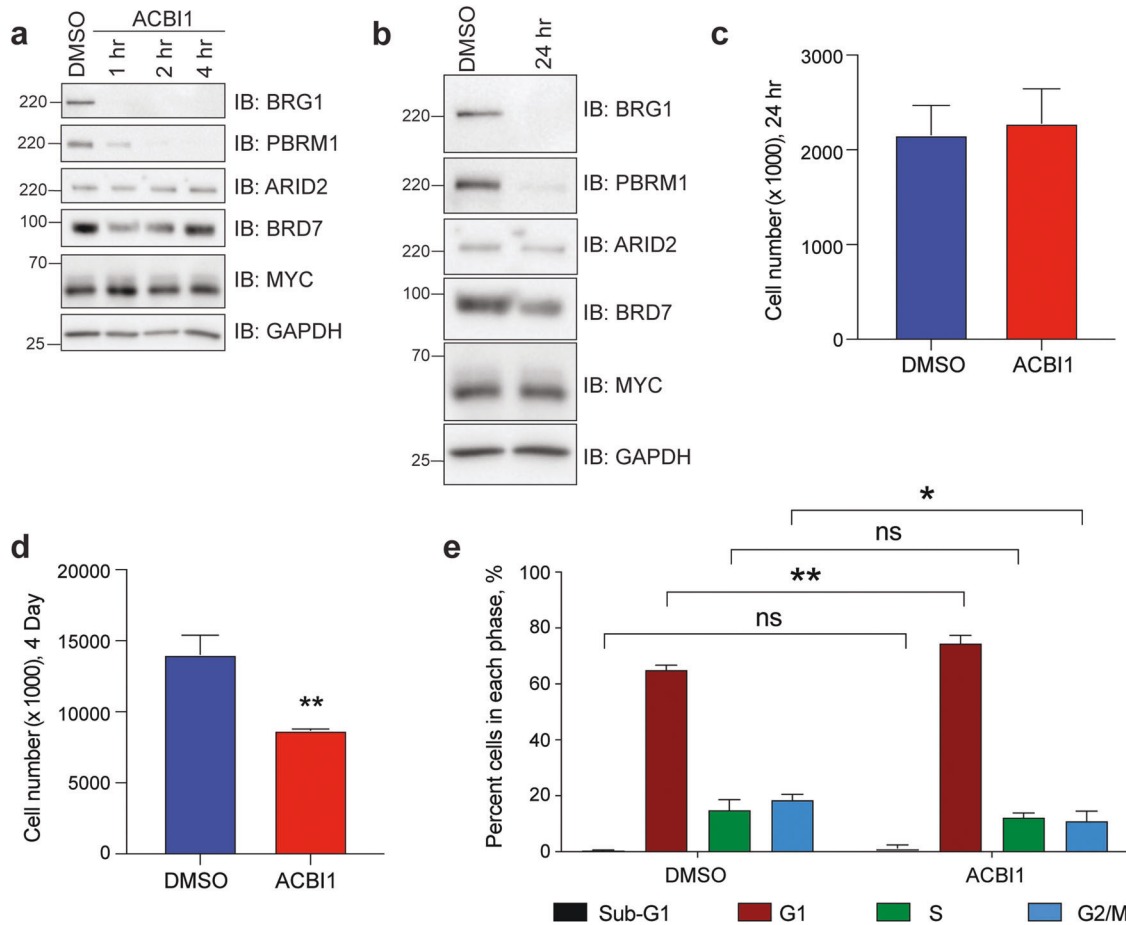 a
ACBI1
DMSO
1 hr
2 hr
4 hr
220
IB: BRG1
220
IB: PBRM1
220
IB: ARID2
100
IB: BRD7
70
IB: MYC
25
IB: GAPDH
b
DMSO
24 hr
220
IB: BRG1
220
IB: PBRM1
220
IB: ARID2
100
IB: BRD7
70
IB: MYC
25
IB: GAPDH
c
Cell number (x 1000), 24 hr
3000
2000
1000
0
DMSO
ACBI1
d
Cell number (x 1000), 4 Day
20000
15000
10000
5000
0
**
DMSO
ACBI1
e
Percent cells in each phase, %
100
80
60
40
20
0
*
ns
**
ns
DMSO
ACBI1
Sub-G1
G1
S
G2/M